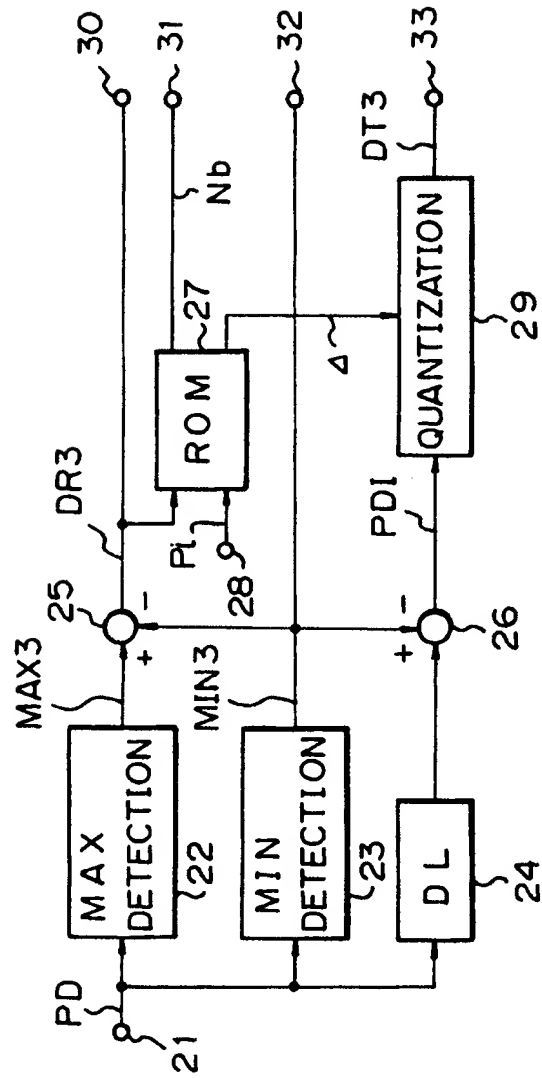 PD
21
MAX
DETECTION
22
MAX3
25
+
−
DR3
30
ROM
27
Pi
28
Nb
31
MIN
DETECTION
23
MIN3
32
Δ
DL
24
+
−
26
PDI
QUANTIZATION
29
DT3
33